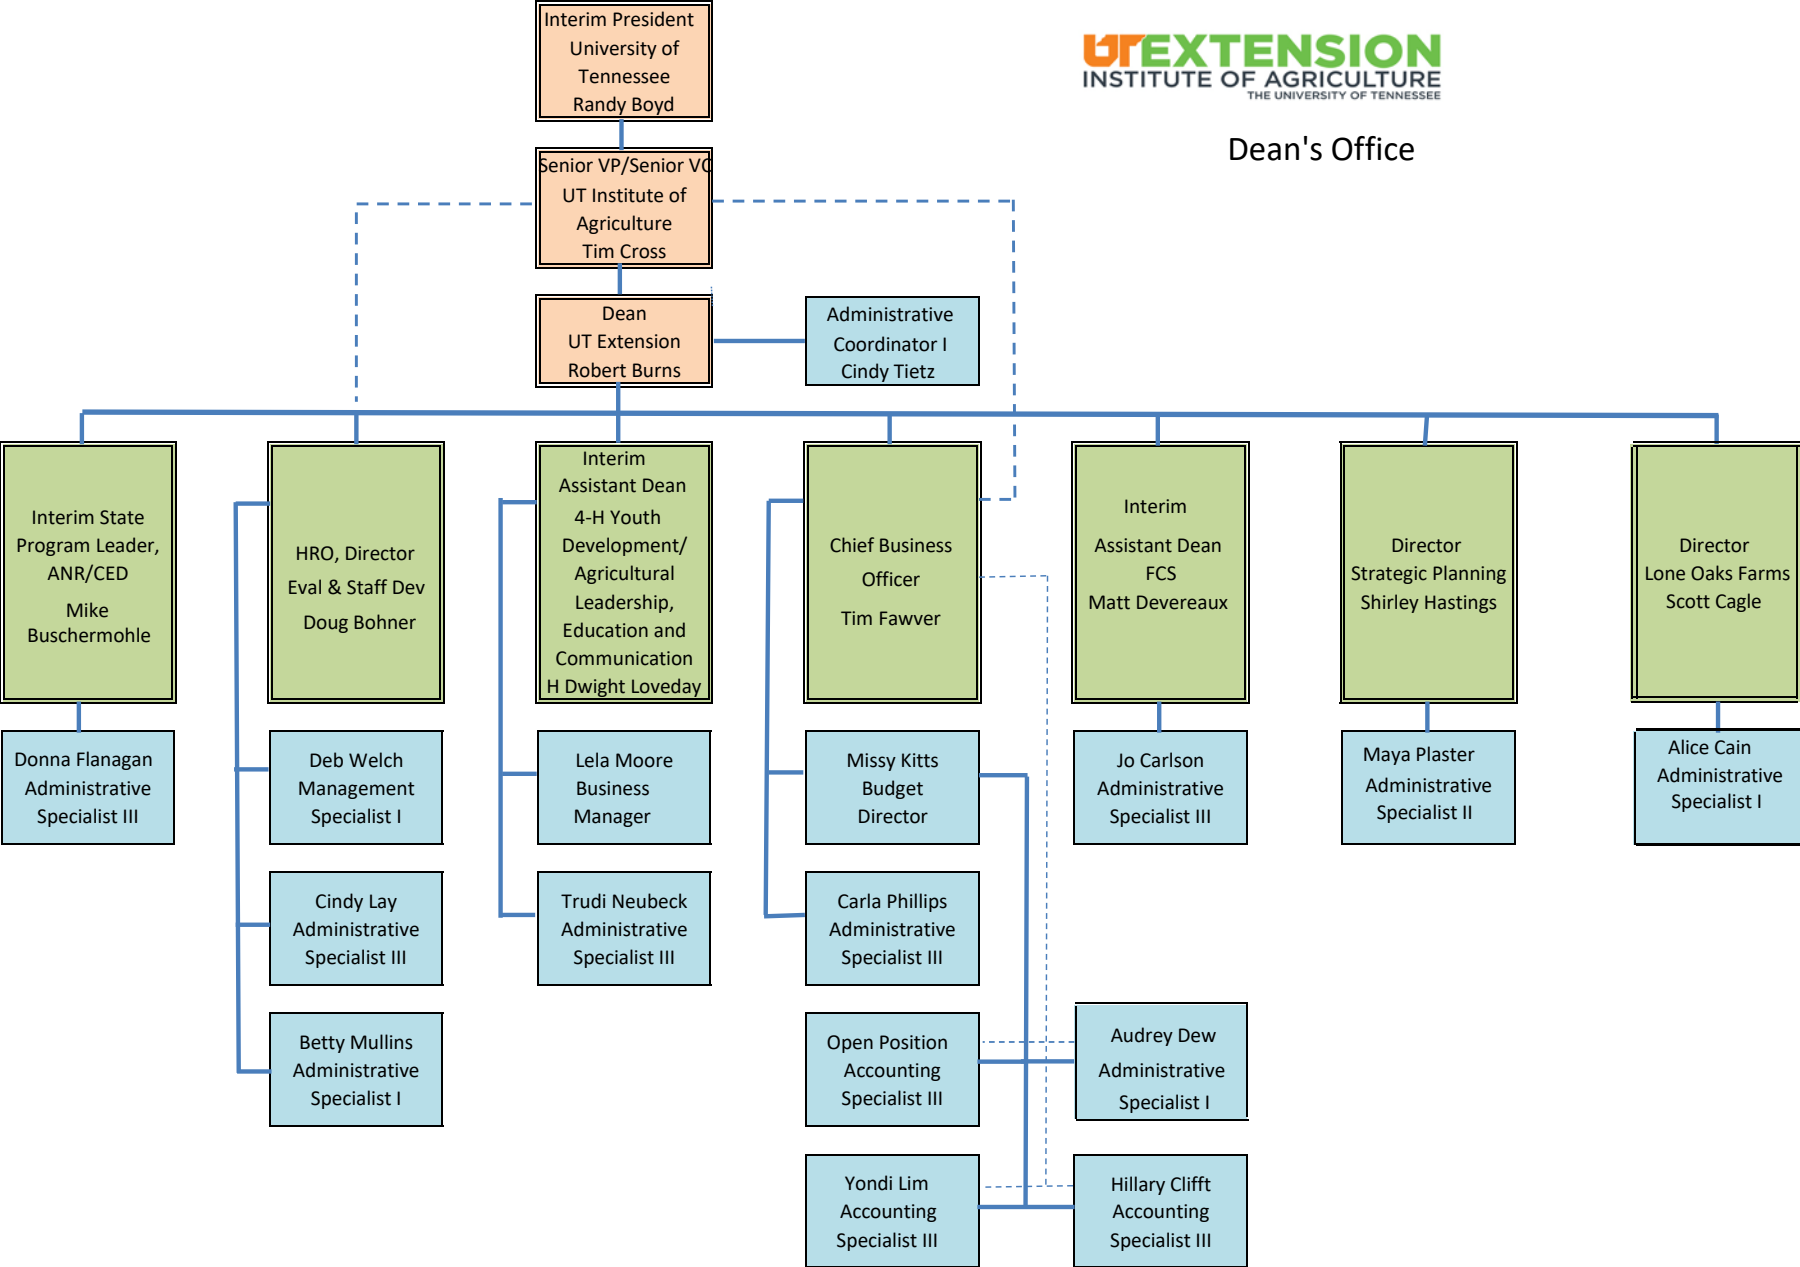 Interim President
University of
Tennessee
Randy Boyd
UT EXTENSION
INSTITUTE OF AGRICULTURE
THE UNIVERSITY OF TENNESSEE
Dean's Office
Senior VP/Senior VC
UT Institute of
Agriculture
Tim Cross
Dean
UT Extension
Robert Burns
Administrative
Coordinator I
Cindy Tietz
Interim State
Program Leader,
ANR/CED
Mike
Buschermohle
HRO, Director
Eval & Staff Dev
Doug Bohner
Interim
Assistant Dean
4-H Youth
Development/
Agricultural
Leadership,
Education and
Communication
H Dwight Loveday
Chief Business
Officer
Tim Fawver
Interim
Assistant Dean
FCS
Matt Devereaux
Director
Strategic Planning
Shirley Hastings
Director
Lone Oaks Farms
Scott Cagle
Donna Flanagan
Administrative
Specialist III
Deb Welch
Management
Specialist I
Lela Moore
Business
Manager
Missy Kitts
Budget
Director
Jo Carlson
Administrative
Specialist III
Maya Plaster
Administrative
Specialist II
Alice Cain
Administrative
Specialist I
Cindy Lay
Administrative
Specialist III
Trudi Neubeck
Administrative
Specialist III
Carla Phillips
Administrative
Specialist III
Betty Mullins
Administrative
Specialist I
Open Position
Accounting
Specialist III
Audrey Dew
Administrative
Specialist I
Yondi Lim
Accounting
Specialist III
Hillary Clifft
Accounting
Specialist III